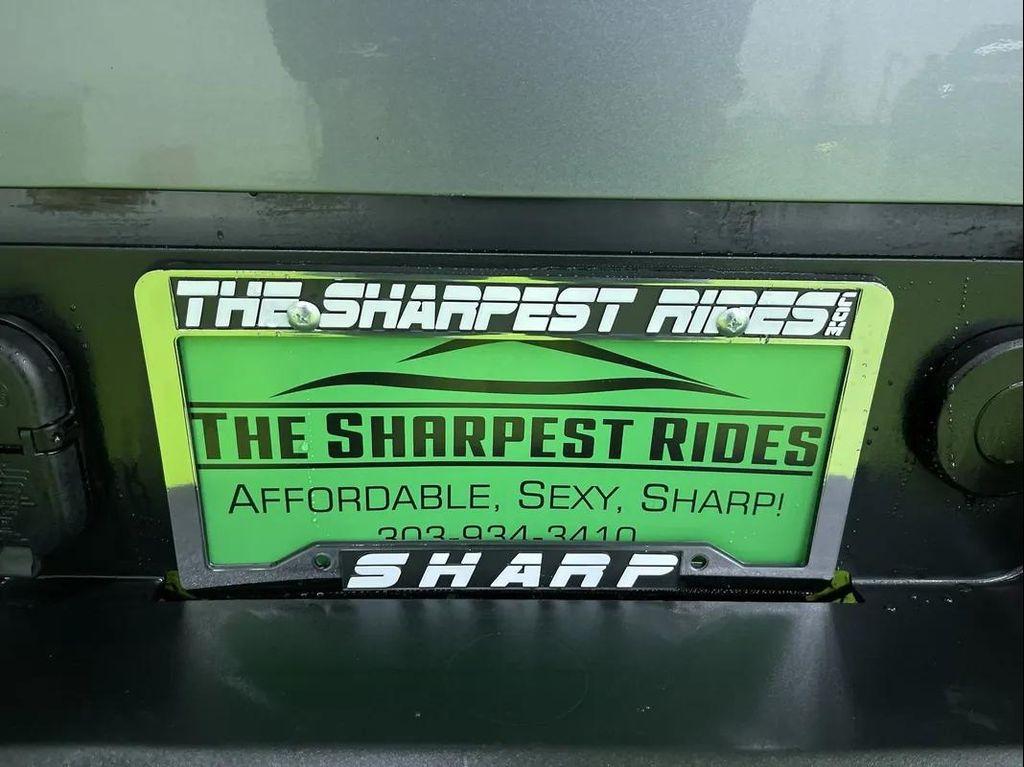 THE SHARPEST RIDES.COM
THE SHARPEST RIDES
AFFORDABLE, SEXY, SHARP!
303-934-3410
SHARP